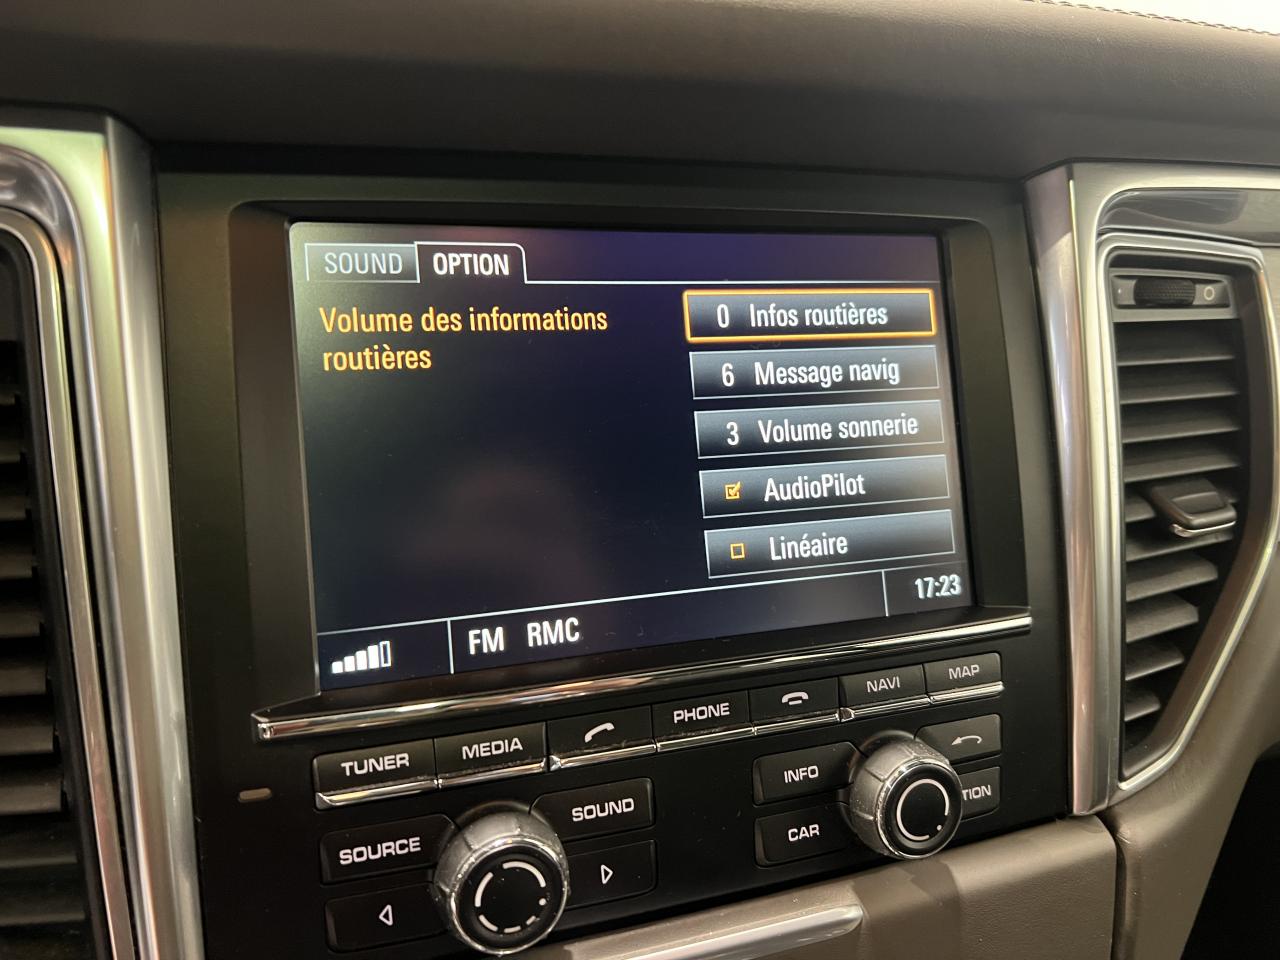 SOUND OPTION
Volume des informations
routières
0 Infos routières
6 Message navig
3 Volume sonnerie
AudioPilot
Linéaire
FM RMC
17:23
TUNER MEDIA PHONE NAVI MAP
SOURCE SOUND INFO
CAR